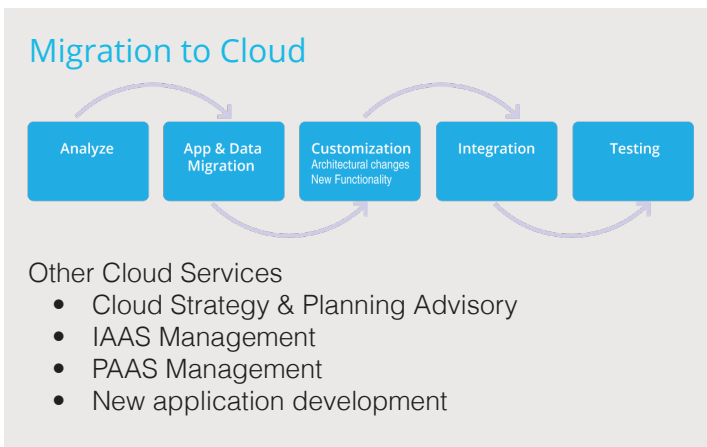 Migration to Cloud
Analyze
App & Data
Migration
Customization
Architectural changes
New Functionality
Integration
Testing
Other Cloud Services
• Cloud Strategy & Planning Advisory
• IAAS Management
• PAAS Management
• New application development